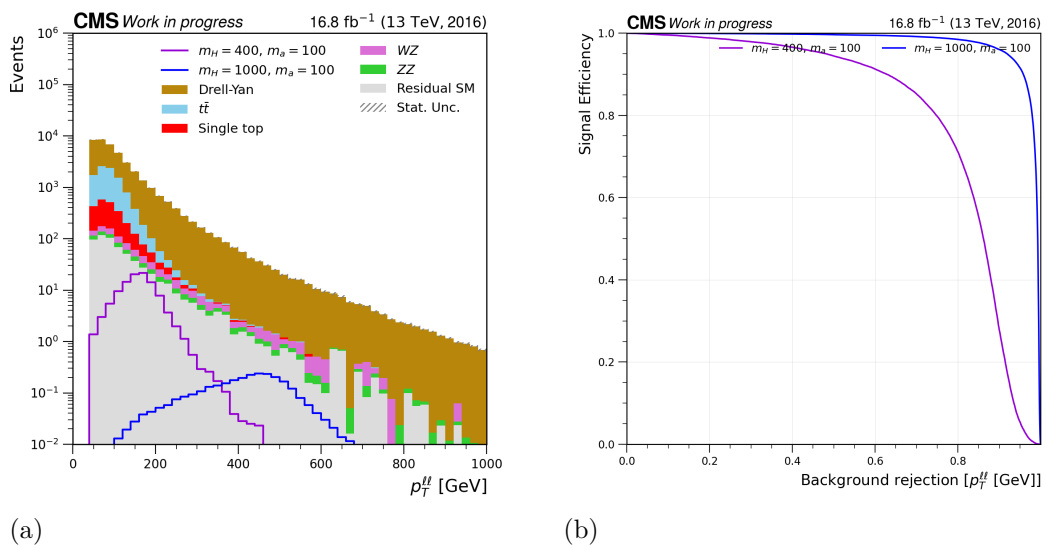 CMS Work in progress 16.8 fb⁻¹ (13 TeV, 2016)
Events
10⁶
10⁵
10⁴
10³
10²
10¹
10⁰
10⁻¹
10⁻²
m_H = 400, m_a = 100
m_H = 1000, m_a = 100
Drell-Yan
tt̄
Single top
WZ
ZZ
Residual SM
Stat. Unc.
0 200 400 600 800 1000
p_T^ℓℓ [GeV]
(a)
CMS Work in progress 16.8 fb⁻¹ (13 TeV, 2016)
Signal Efficiency
m_H = 400, m_a = 100 m_H = 1000, m_a = 100
1.0
0.8
0.6
0.4
0.2
0.0
0.0 0.2 0.4 0.6 0.8
Background rejection [p_T^ℓℓ [GeV]]
(b)